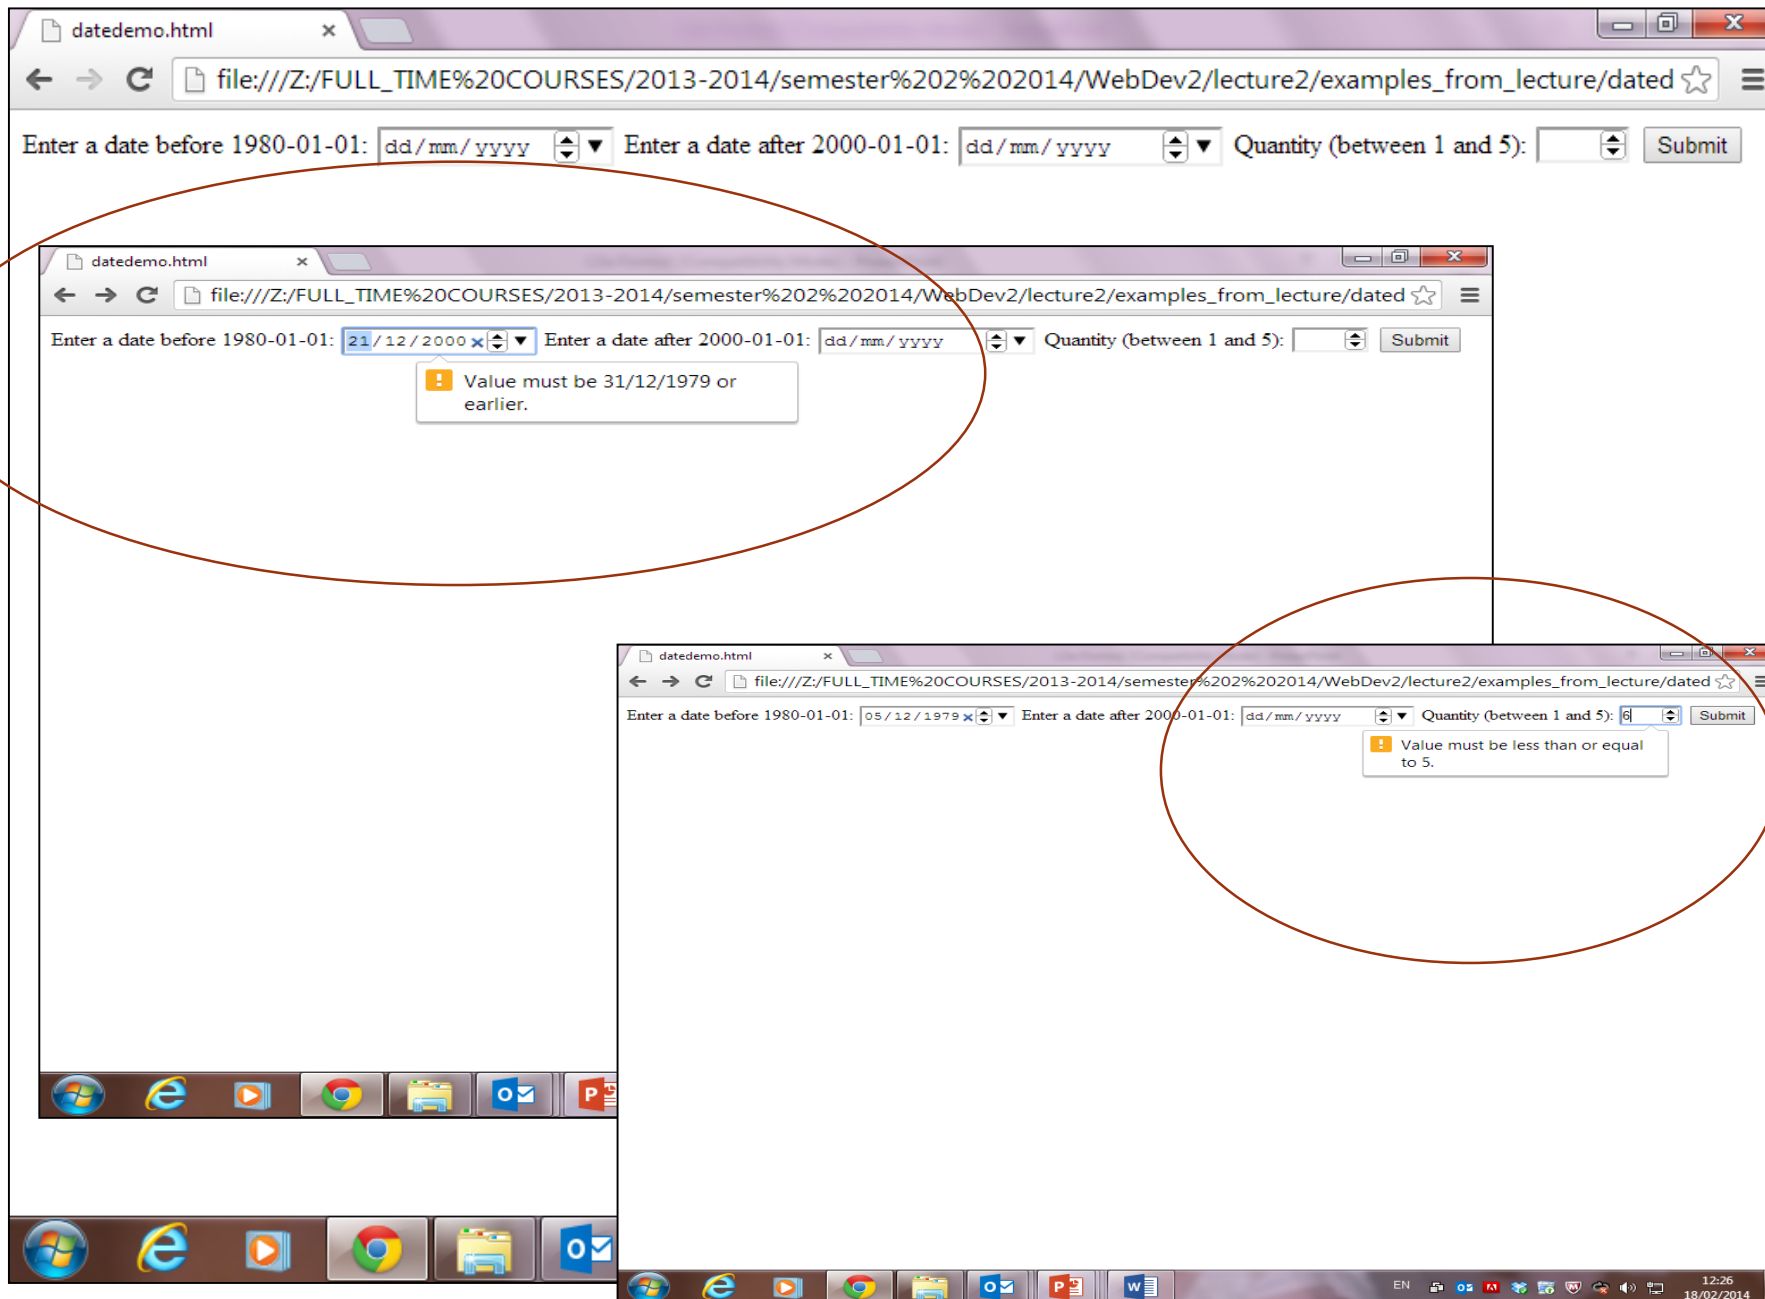 datedemo.html
file:///Z:/FULL_TIME%20COURSES/2013-2014/semester%202%202014/WebDev2/lecture2/examples_from_lecture/dated
Enter a date before 1980-01-01: dd/mm/yyyy Enter a date after 2000-01-01: dd/mm/yyyy Quantity (between 1 and 5): Submit
datedemo.html
file:///Z:/FULL_TIME%20COURSES/2013-2014/semester%202%202014/WebDev2/lecture2/examples_from_lecture/dated
Enter a date before 1980-01-01: 21/12/2000 Enter a date after 2000-01-01: dd/mm/yyyy Quantity (between 1 and 5): Submit
Value must be 31/12/1979 or
earlier.
datedemo.html
file:///Z:/FULL_TIME%20COURSES/2013-2014/semester%202%202014/WebDev2/lecture2/examples_from_lecture/dated
Enter a date before 1980-01-01: 05/12/1979 Enter a date after 2000-01-01: dd/mm/yyyy Quantity (between 1 and 5): 6 Submit
Value must be less than or equal
to 5.
EN
12:26
18/02/2014